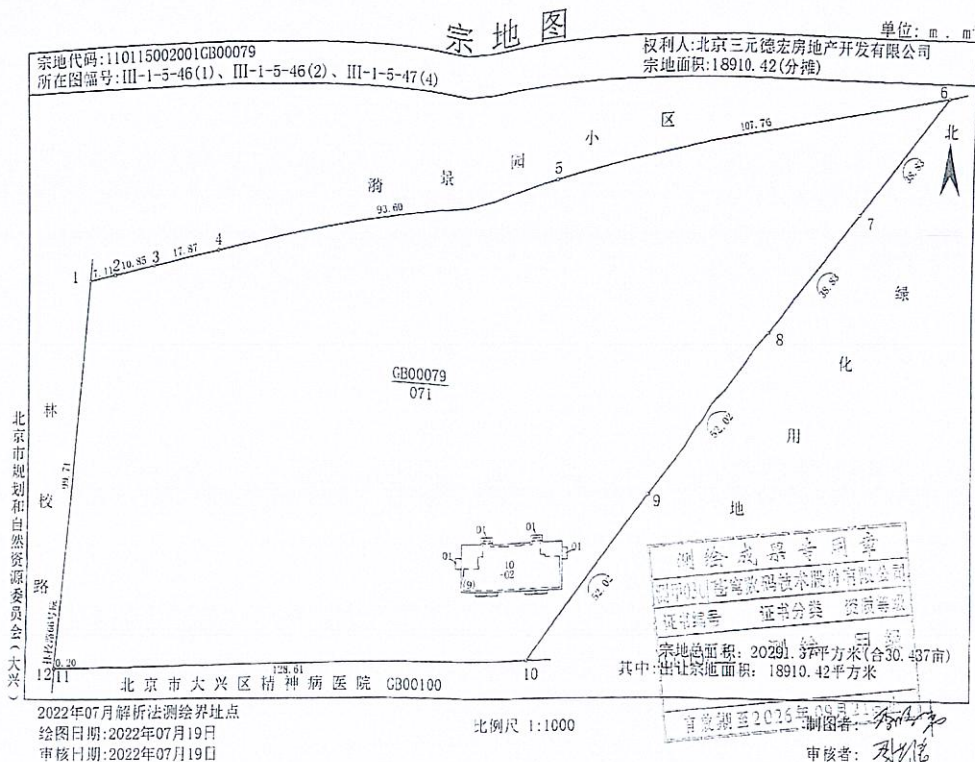 宗地图
单位: m . m²
宗地代码:110115002001GB00079
权利人:北京三元德宏房地产开发有限公司
所在图幅号:III-1-5-46(1)、III-1-5-46(2)、III-1-5-47(4)
宗地面积:18910.42(分摊)
6
北
107.76
小区
园
景
5
93.60
38.83
7
4
17.87
3
10.85
2
7.11
1
38.83
绿化用地
8
GB00079
071
52.02
林校路
99.71
9
52.02
01
01
01
01
10
-02
(9)
北京市规划和自然资源委员会(大兴)
测绘成果专用章
证书编号 证书分类 资质等级
宗地总面积: 20291.37平方米(合30.437亩)
其中:出让宗地面积: 18910.42平方米
0.20
12
11
128.61
10
北京市大兴区精神病医院 GB00100
2022年07月解析法测绘界址点
绘图日期:2022年07月19日
审核日期:2022年07月19日
比例尺 1:1000
制图者:
审核者: